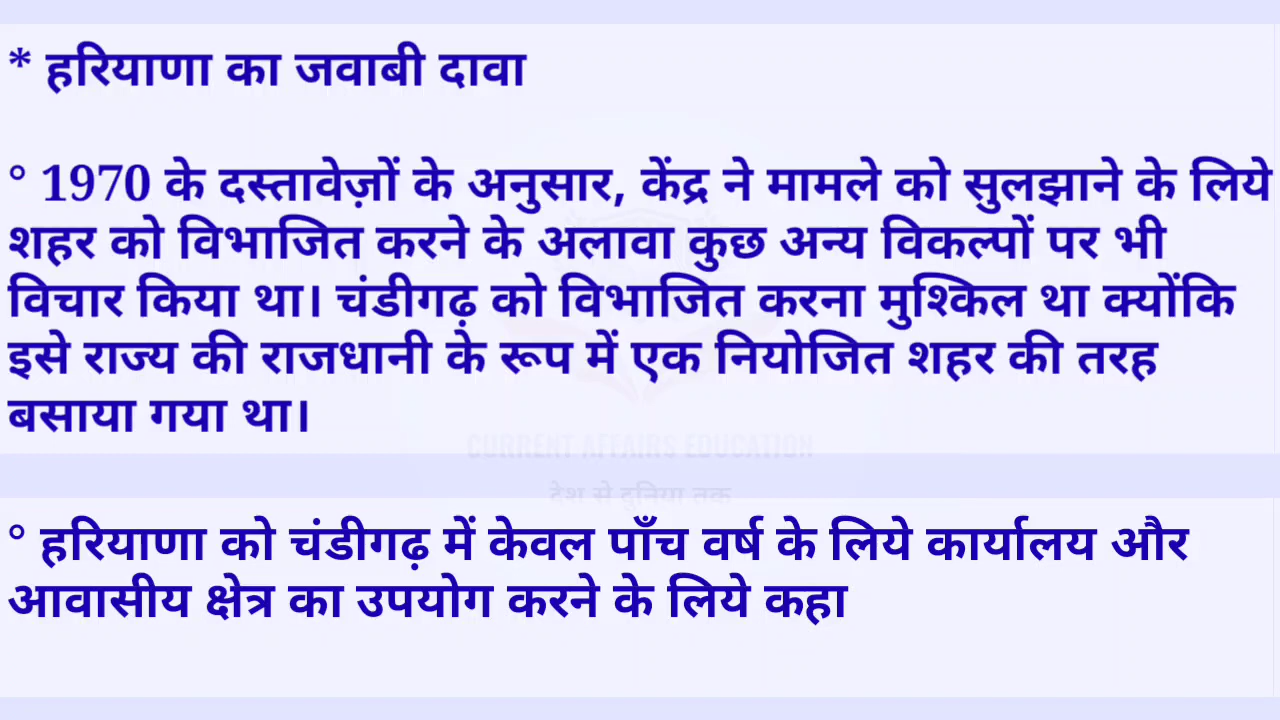 * हरियाणा का जवाबी दावा
° 1970 के दस्तावेज़ों के अनुसार, केंद्र ने मामले को सुलझाने के लिये
शहर को विभाजित करने के अलावा कुछ अन्य विकल्पों पर भी
विचार किया था। चंडीगढ़ को विभाजित करना मुश्किल था क्योंकि
इसे राज्य की राजधानी के रूप में एक नियोजित शहर की तरह
बसाया गया था।
CURRENT AFFAIRS EDUCATION
देश से दुनिया तक
° हरियाणा को चंडीगढ़ में केवल पाँच वर्ष के लिये कार्यालय और
आवासीय क्षेत्र का उपयोग करने के लिये कहा